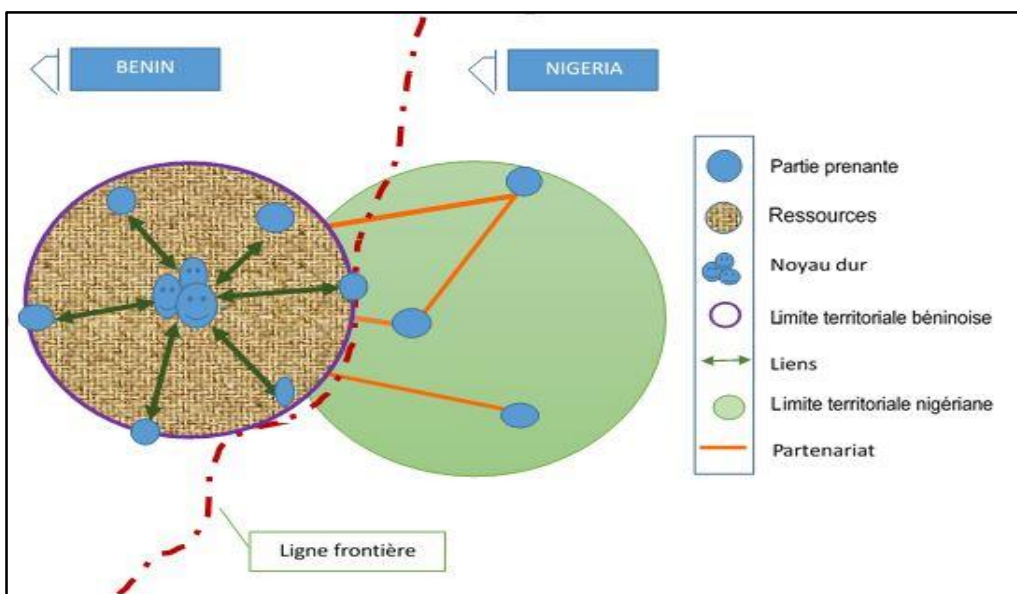 BENIN
NIGERIA
Partie prenante
Ressources
Noyau dur
Limite territoriale béninoise
Liens
Limite territoriale nigériane
Partenariat
Ligne frontière